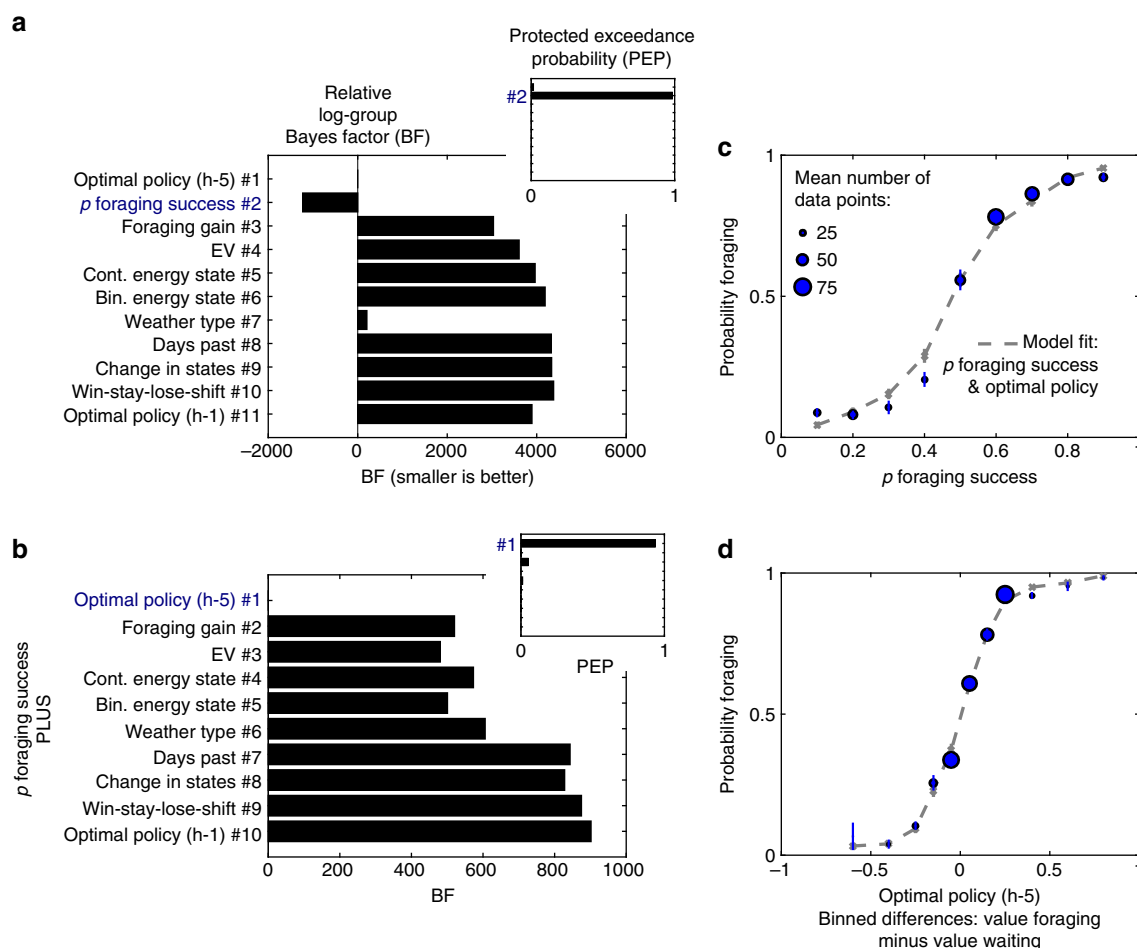 a
Protected exceedance
probability (PEP)
#2
0 1
Relative
log-group
Bayes factor (BF)
Optimal policy (h-5) #1
p foraging success #2
Foraging gain #3
EV #4
Cont. energy state #5
Bin. energy state #6
Weather type #7
Days past #8
Change in states #9
Win-stay-lose-shift #10
Optimal policy (h-1) #11
–2000 0 2000 4000 6000
BF (smaller is better)
c
1
0.5
0
Probability foraging
Mean number of
data points:
25
50
75
Model fit:
p foraging success
& optimal policy
0 0.2 0.4 0.6 0.8 1
p foraging success
b
#1
0 1
PEP
p foraging success
PLUS
Optimal policy (h-5) #1
Foraging gain #2
EV #3
Cont. energy state #4
Bin. energy state #5
Weather type #6
Days past #7
Change in states #8
Win-stay-lose-shift #9
Optimal policy (h-1) #10
0 200 400 600 800 1000
BF
d
1
0.5
0
Probability foraging
–1 –0.5 0 0.5 1
Optimal policy (h-5)
Binned differences: value foraging
minus value waiting